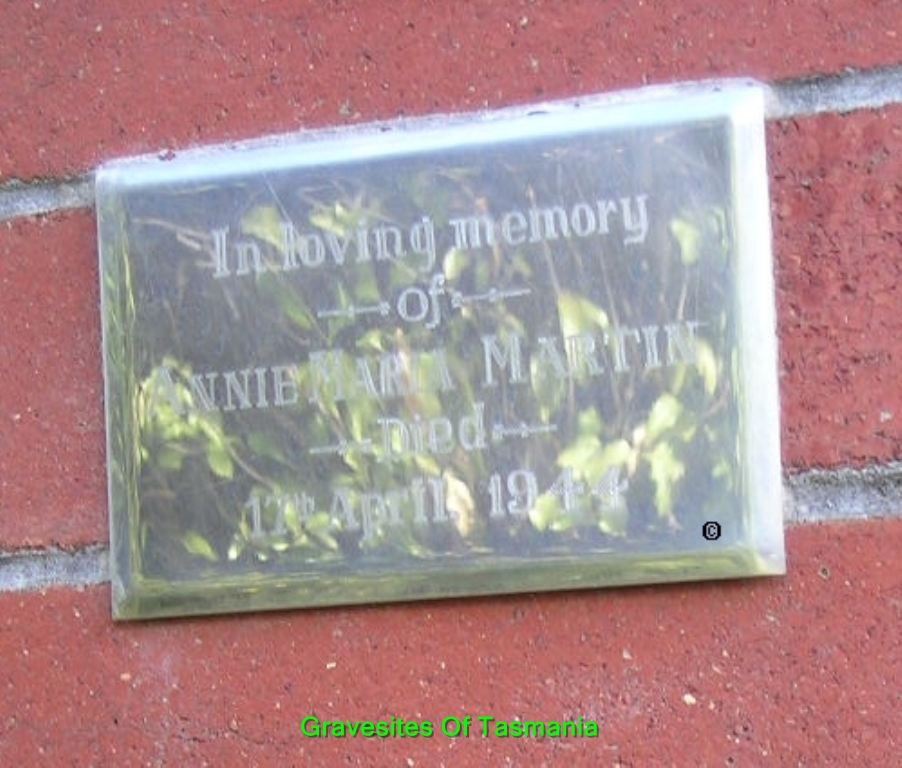 In loving memory
of
ANNIE MARIA MARTIN
Died
17th April, 1944
©
Gravesites Of Tasmania